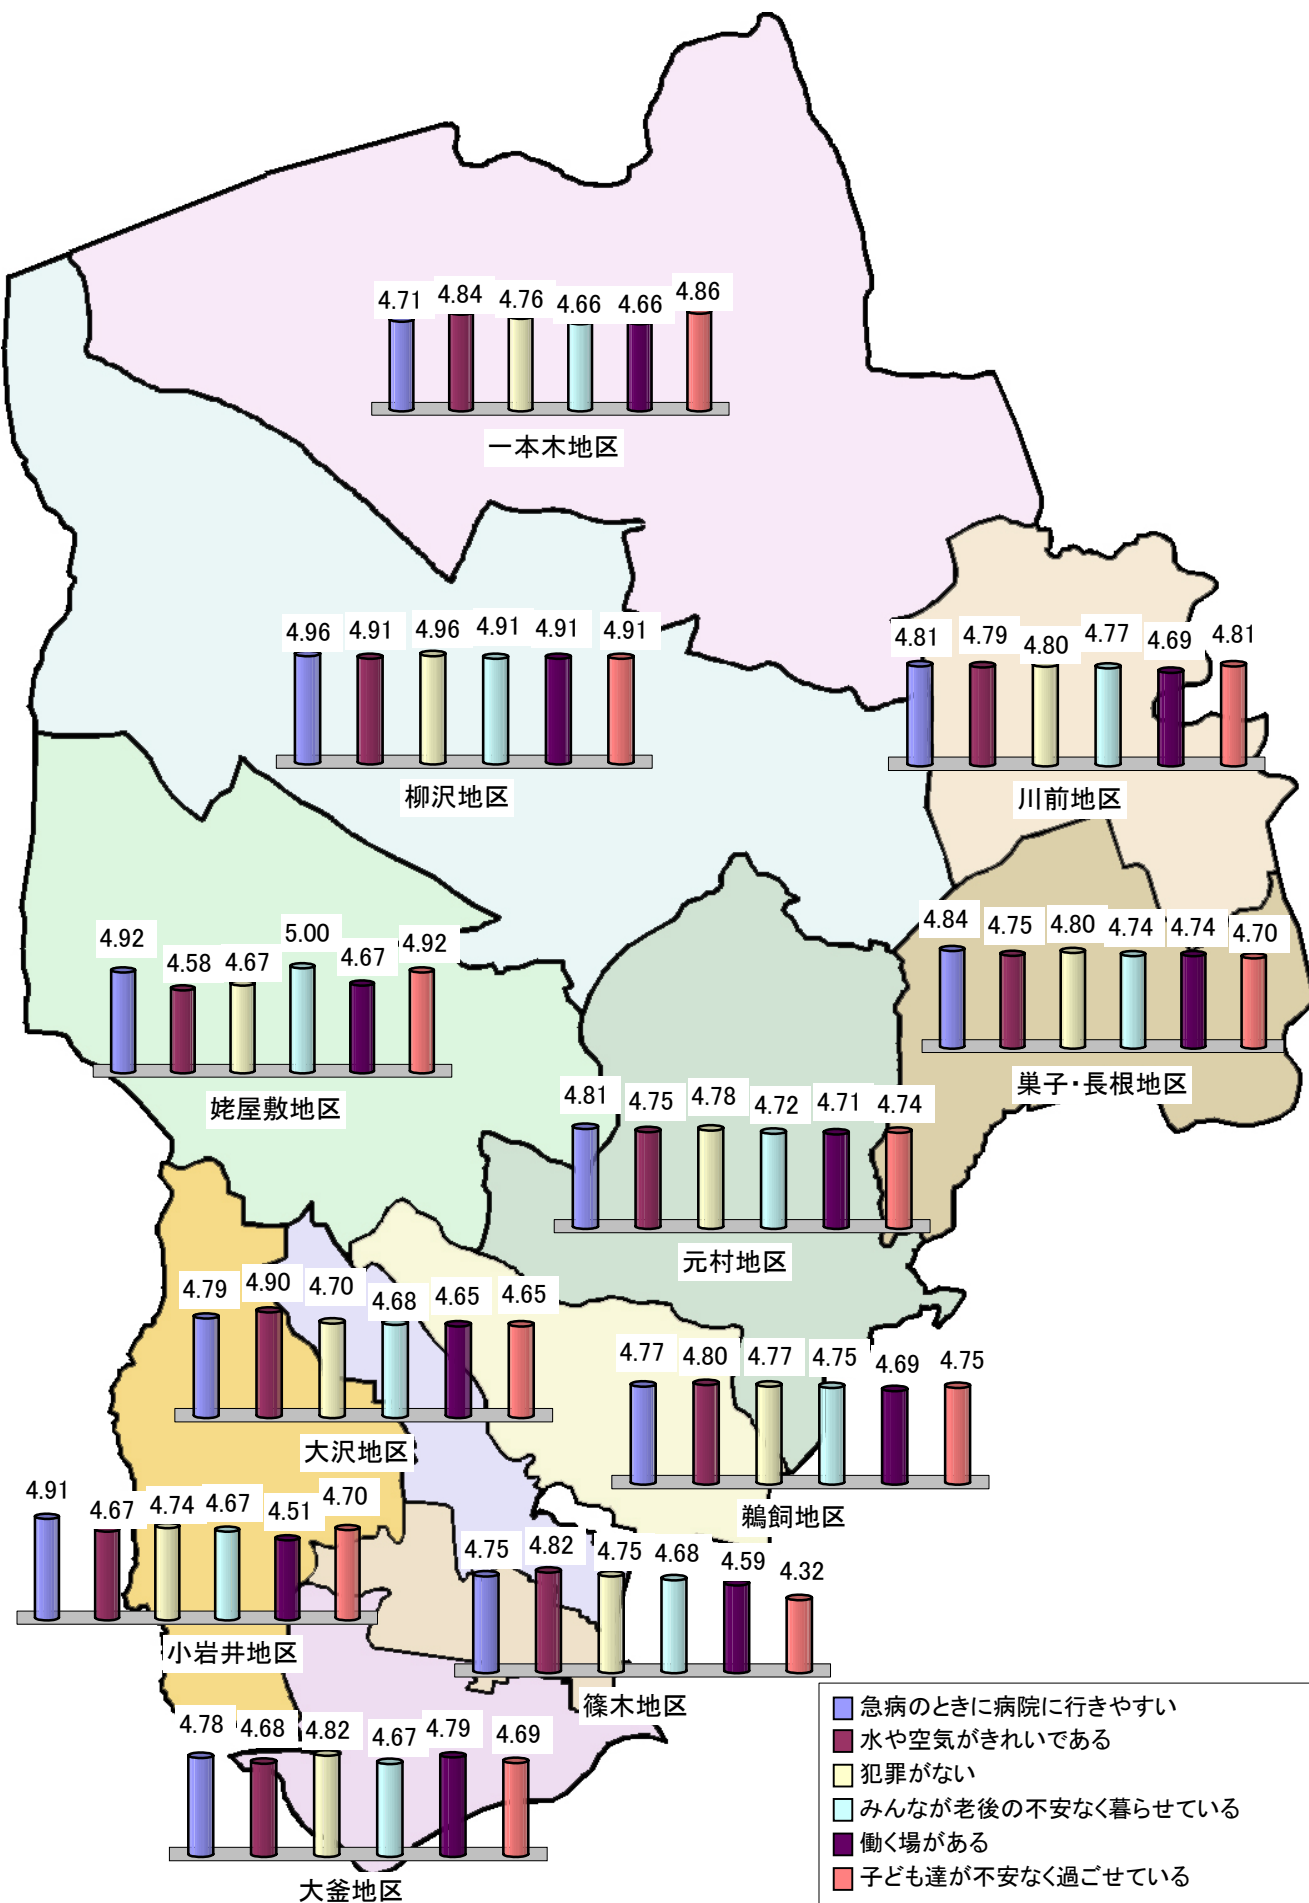 4.71 4.84 4.76 4.66 4.66 4.86
一本木地区
4.96 4.91 4.96 4.91 4.91 4.91
柳沢地区
4.81 4.79 4.80 4.77 4.69 4.81
川前地区
4.92 4.58 4.67 5.00 4.67 4.92
姥屋敷地区
4.84 4.75 4.80 4.74 4.74 4.70
巣子・長根地区
4.81 4.75 4.78 4.72 4.71 4.74
元村地区
4.79 4.90 4.70 4.68 4.65 4.65
大沢地区
4.77 4.80 4.77 4.75 4.69 4.75
鵜飼地区
4.91 4.67 4.74 4.67 4.51 4.70
小岩井地区
4.75 4.82 4.75 4.68 4.59 4.32
篠木地区
4.78 4.68 4.82 4.67 4.79 4.69
大釜地区
急病のときに病院に行きやすい
水や空気がきれいである
犯罪がない
みんなが老後の不安なく暮らせている
働く場がある
子ども達が不安なく過ごせている